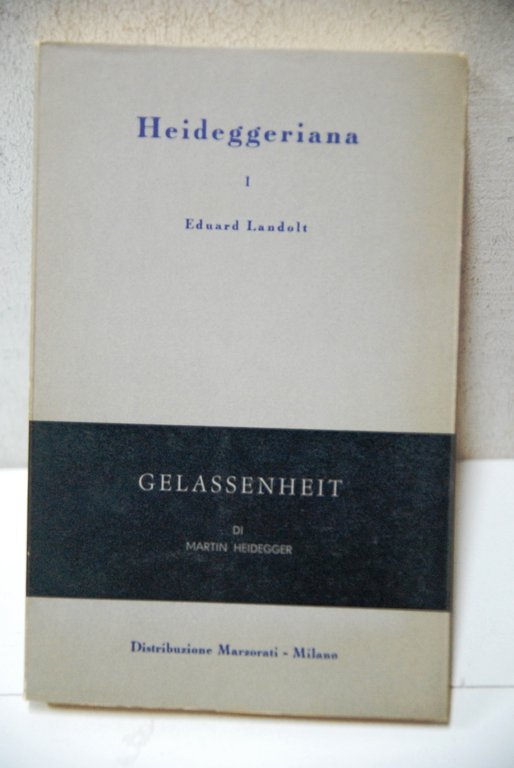 Heideggeriana
I
Eduard Landolt
GELASSENHEIT
DI
MARTIN HEIDEGGER
Distribuzione Marzorati - Milano